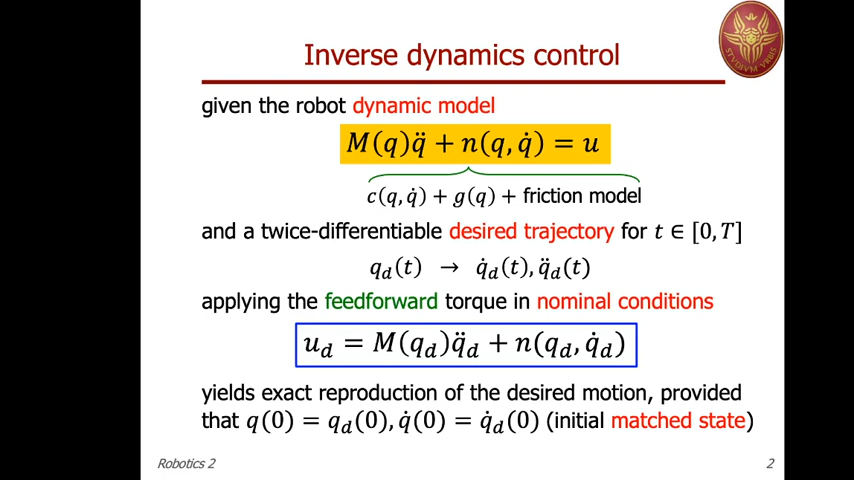 Inverse dynamics control
STVDIVM VRBIS
given the robot dynamic model
M(q)q̈ + n(q, q̇) = u
c(q, q̇) + g(q) + friction model
and a twice-differentiable desired trajectory for t ∈ [0, T]
q_d(t) → q̇_d(t), q̈_d(t)
applying the feedforward torque in nominal conditions
u_d = M(q_d)q̈_d + n(q_d, q̇_d)
yields exact reproduction of the desired motion, provided
that q(0) = q_d(0), q̇(0) = q̇_d(0) (initial matched state)
Robotics 2
2